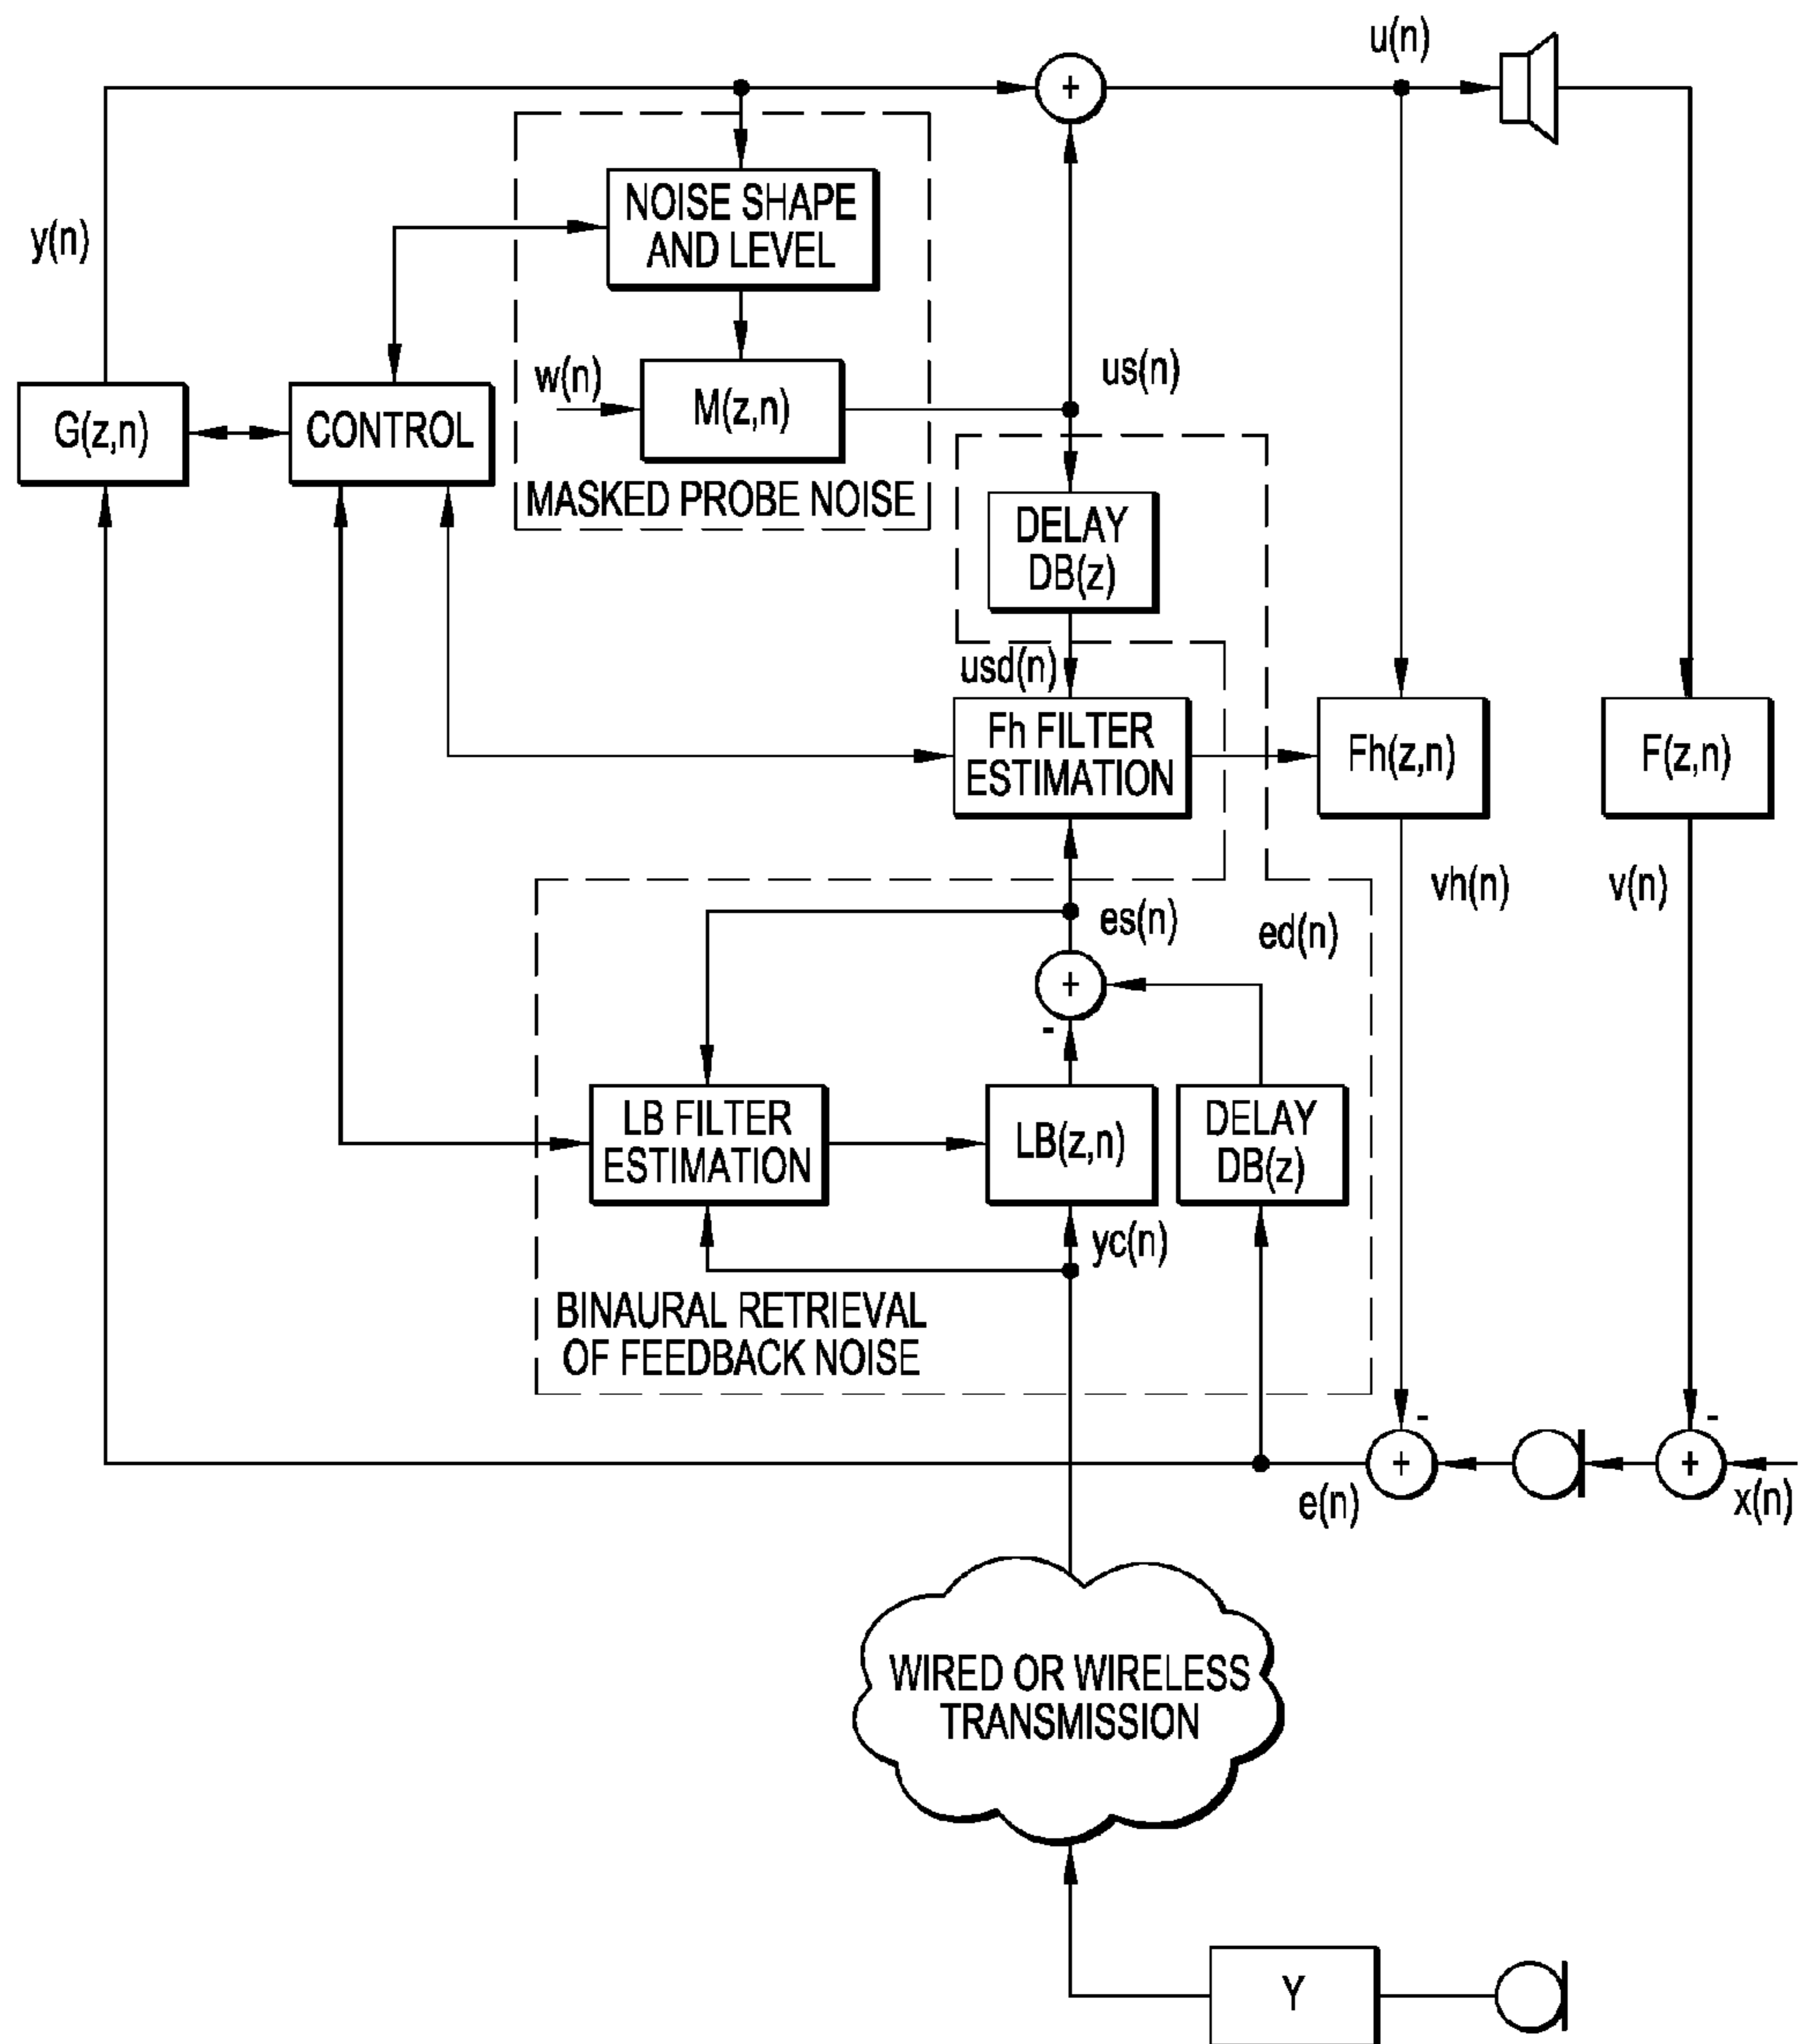 u(n)
+
NOISE SHAPE
AND LEVEL
y(n)
w(n)
us(n)
M(z,n)
G(z,n)
CONTROL
MASKED PROBE NOISE
DELAY
DB(z)
usd(n)
Fh FILTER
ESTIMATION
Fh(z,n)
F(z,n)
vh(n)
v(n)
es(n)
ed(n)
+
-
LB FILTER
ESTIMATION
LB(z,n)
DELAY
DB(z)
yc(n)
BINAURAL RETRIEVAL
OF FEEDBACK NOISE
-
-
+
+
e(n)
x(n)
WIRED OR WIRELESS
TRANSMISSION
Y